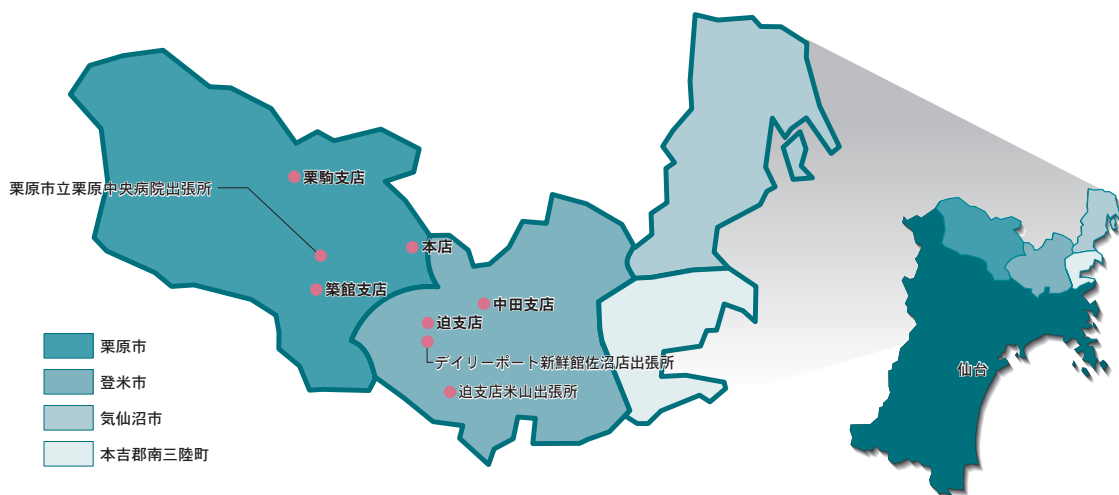 栗駒支店
栗原市立栗原中央病院出張所
本店
築館支店
中田支店
迫支店
デイリーポート新鮮館佐沼店出張所
迫支店米山出張所
仙台
栗原市
登米市
気仙沼市
本吉郡南三陸町